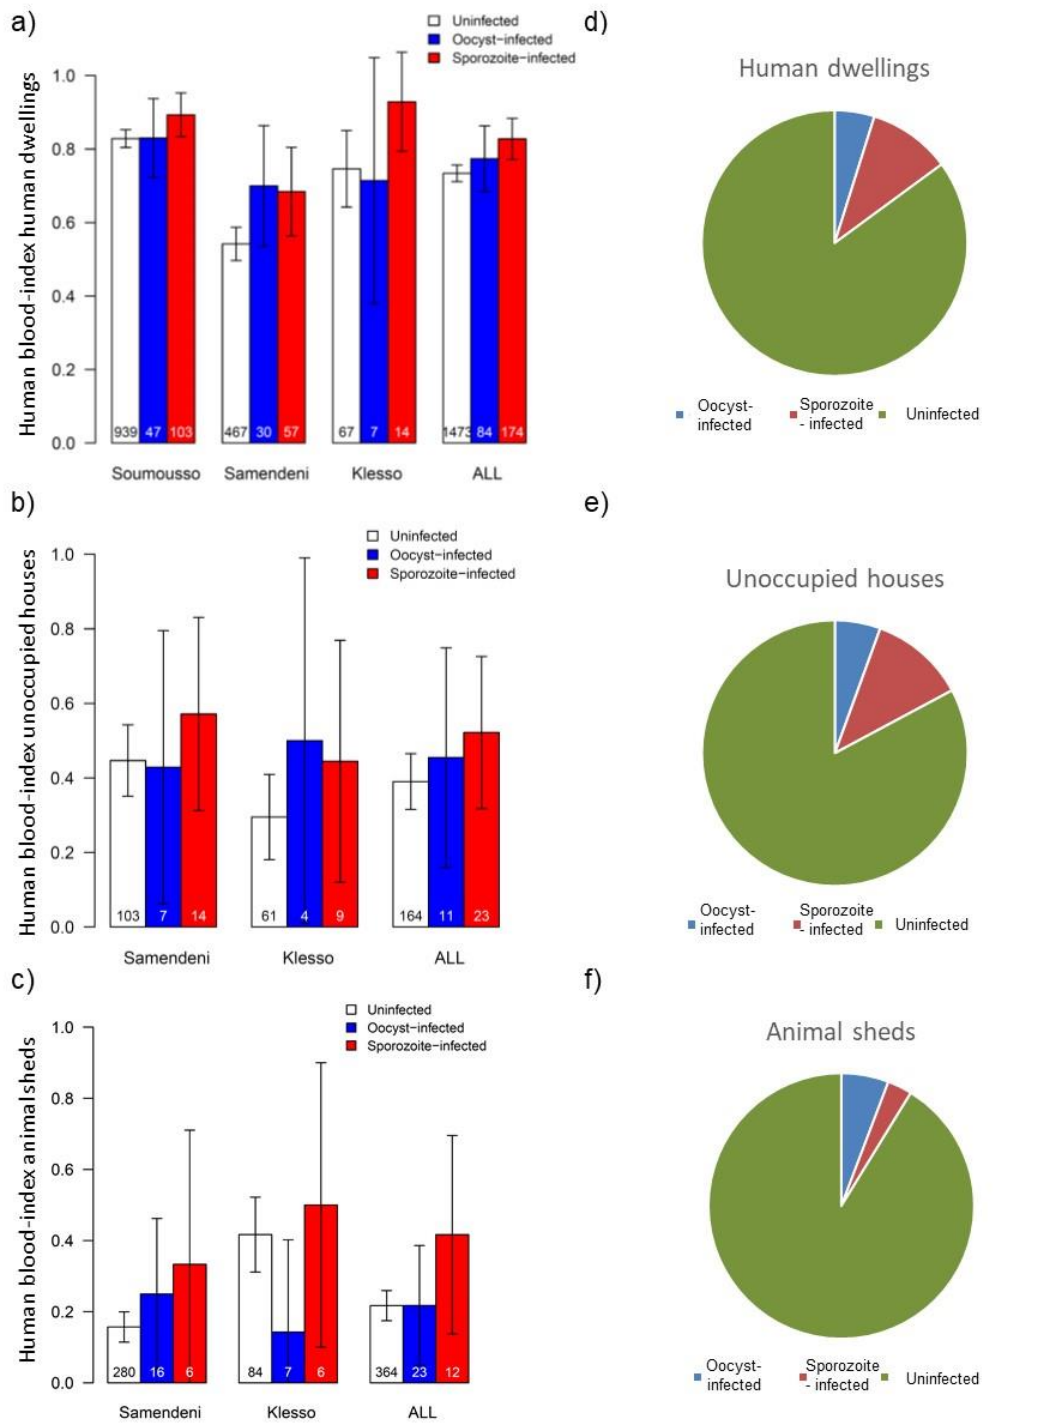 a)
Uninfected
Oocyst-infected
Sporozoite-infected
Human blood-index human dwellings
1.0
0.8
0.6
0.4
0.2
0.0
939 47 103 467 30 57 67 7 14 1473 84 174
Soumousso Samendeni Klesso ALL
d)
Human dwellings
Oocyst-
infected
Sporozoite
- infected
Uninfected
b)
Uninfected
Oocyst-infected
Sporozoite-infected
Human blood-index unoccupied houses
1.0
0.8
0.6
0.4
0.2
0.0
103 7 14 61 4 9 164 11 23
Samendeni Klesso ALL
e)
Unoccupied houses
Oocyst-
infected
Sporozoite
- infected
Uninfected
c)
Uninfected
Oocyst-infected
Sporozoite-infected
Human blood-index animal sheds
1.0
0.8
0.6
0.4
0.2
0.0
280 16 6 84 7 6 364 23 12
Samendeni Klesso ALL
f)
Animal sheds
Oocyst-
infected
Sporozoite
- infected
Uninfected